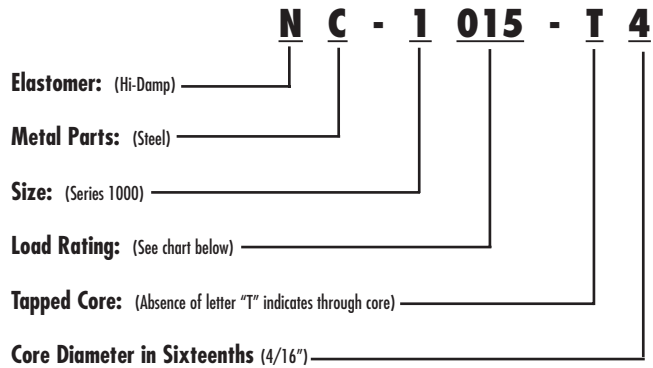 N C - 1 015 - T 4
Elastomer: (Hi-Damp)
Metal Parts: (Steel)
Size: (Series 1000)
Load Rating: (See chart below)
Tapped Core: (Absence of letter “T” indicates through core)
Core Diameter in Sixteenths (4/16”)